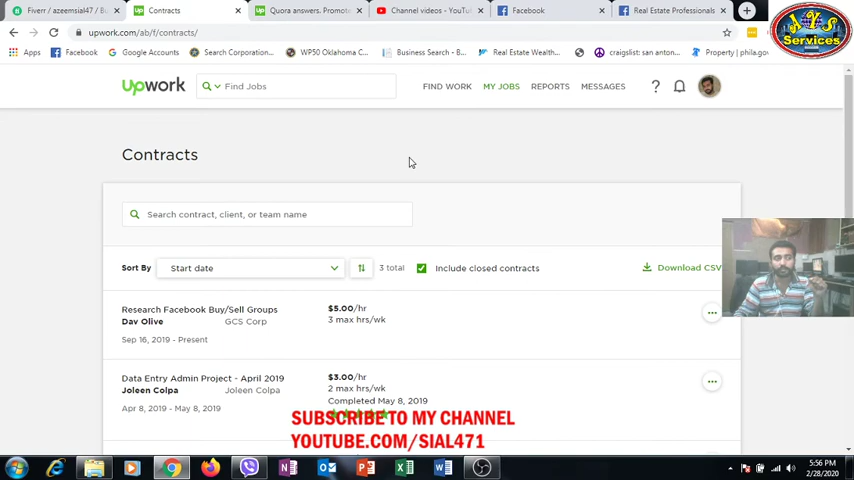 Fiverr / azeemsial47 / Bu
Contracts
Quora answers. Promote
Channel videos - YouTu
Facebook
Real Estate Professionals
upwork.com/ab/f/contracts/
JYS
Services
Apps
Facebook
Google Accounts
Search Corporation...
WP50 Oklahoma C...
Business Search - B...
Real Estate Wealth...
craigslist: san anton...
Property | phila.gov
Upwork
Find Jobs
FIND WORK
MY JOBS
REPORTS
MESSAGES
?
Contracts
Search contract, client, or team name
Sort By
Start date
3 total
Include closed contracts
Download CSV
Research Facebook Buy/Sell Groups
$5.00/hr
Dav Olive
GCS Corp
3 max hrs/wk
Sep 16, 2019 - Present
Data Entry Admin Project - April 2019
$3.00/hr
Joleen Colpa
Joleen Colpa
2 max hrs/wk
Completed May 8, 2019
Apr 8, 2019 - May 8, 2019
SUBSCRIBE TO MY CHANNEL
YOUTUBE.COM/SIAL471
5:56 PM
2/28/2020